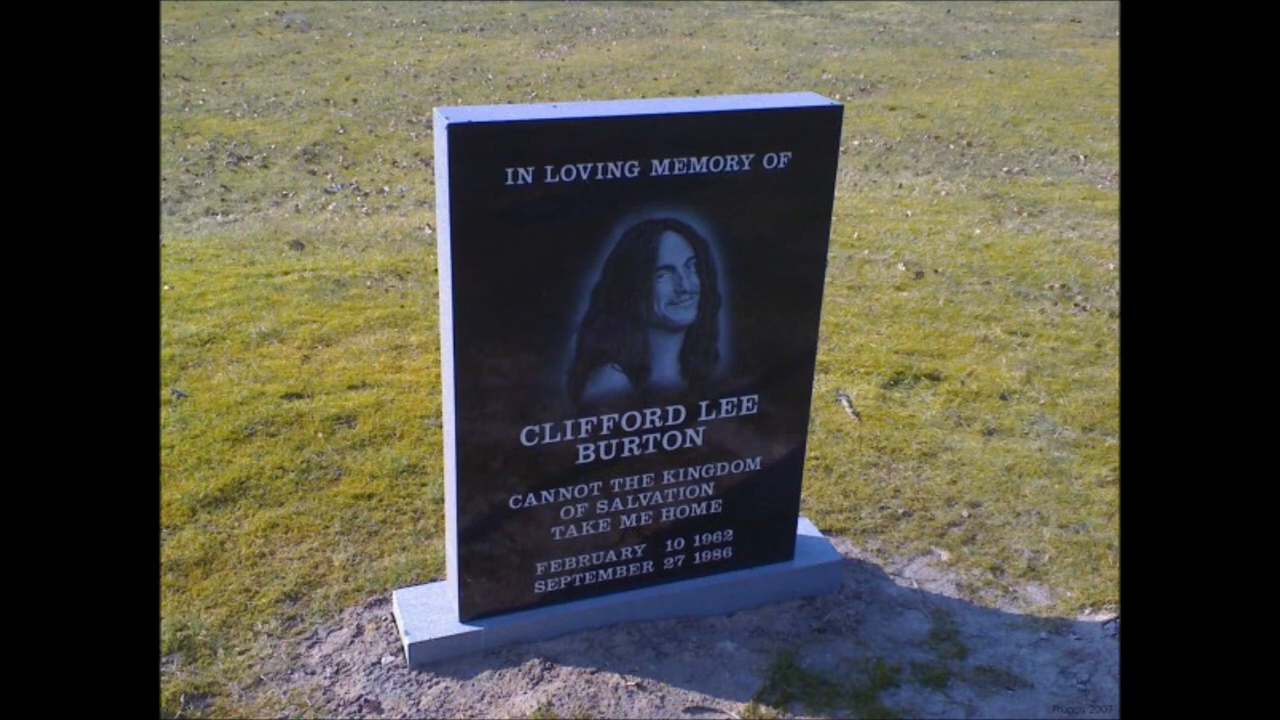 IN LOVING MEMORY OF
CLIFFORD LEE
BURTON
CANNOT THE KINGDOM
OF SALVATION
TAKE ME HOME
FEBRUARY 10 1962
SEPTEMBER 27 1986